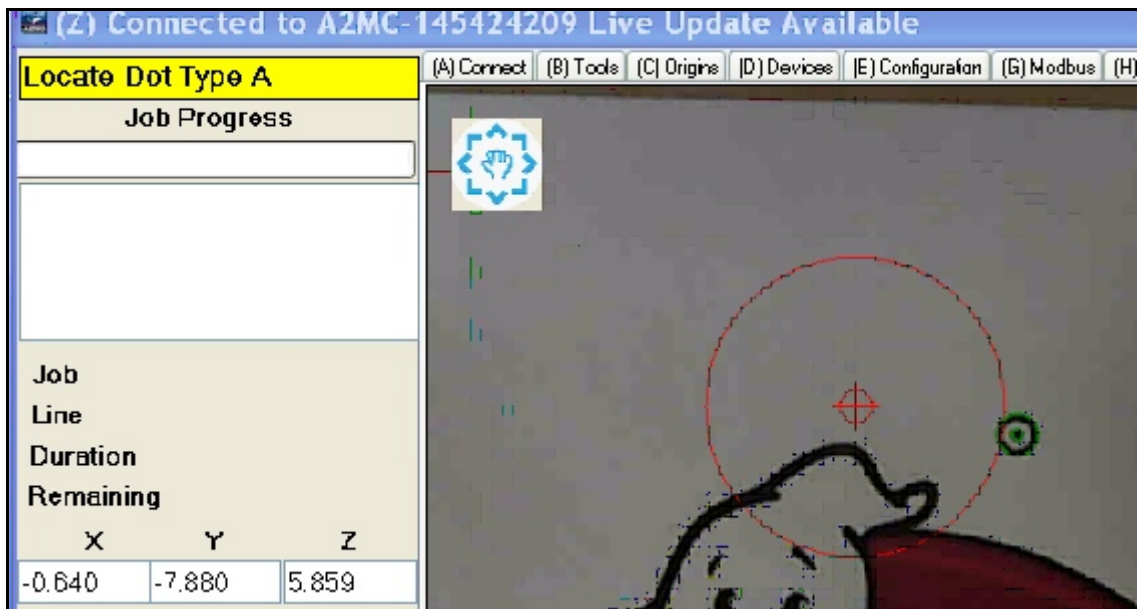 (Z) Connected to A2MC-145424209 Live Update Available
(A) Connect (B) Tools (C) Origins (D) Devices (E) Configuration (G) Modbus (H)
Locate Dot Type A
Job Progress
Job
Line
Duration
Remaining
X Y Z
-0.640 -7.880 5.859